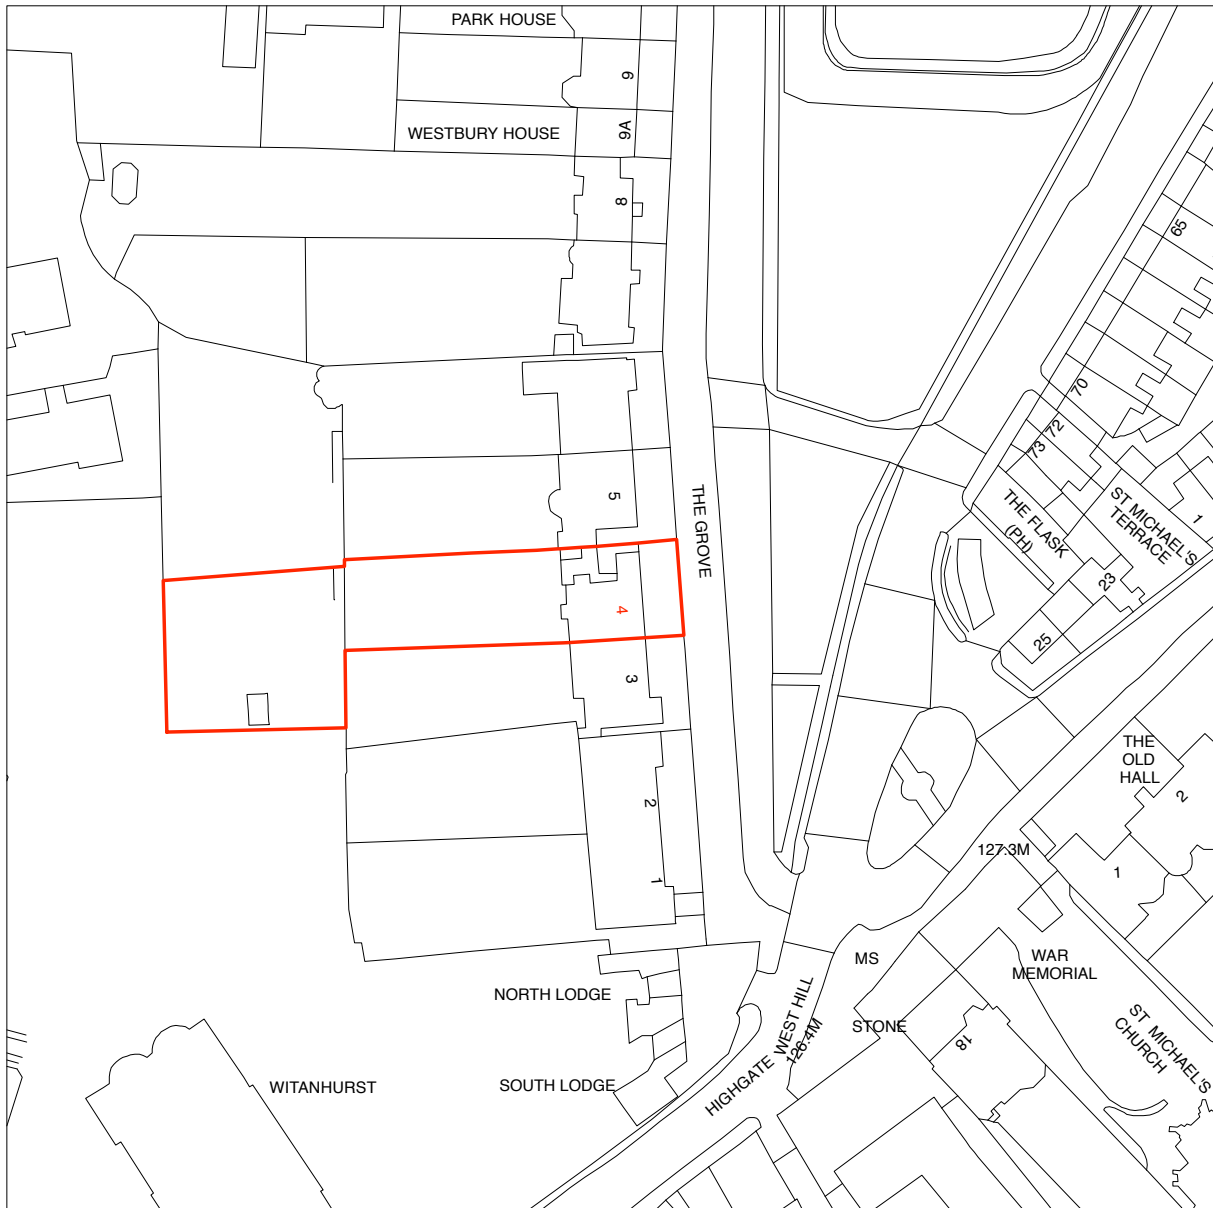 PARK HOUSE
9
WESTBURY HOUSE
9A
8
65
70
72
73
5
THE GROVE
THE FLASK
(PH)
ST MICHAEL'S
TERRACE
1
23
4
25
3
THE
OLD
HALL
2
2
127.3M
1
1
WAR
MEMORIAL
MS
STONE
NORTH LODGE
HIGHGATE WEST HILL
126.4M
18
ST MICHAEL'S
CHURCH
WITANHURST
SOUTH LODGE